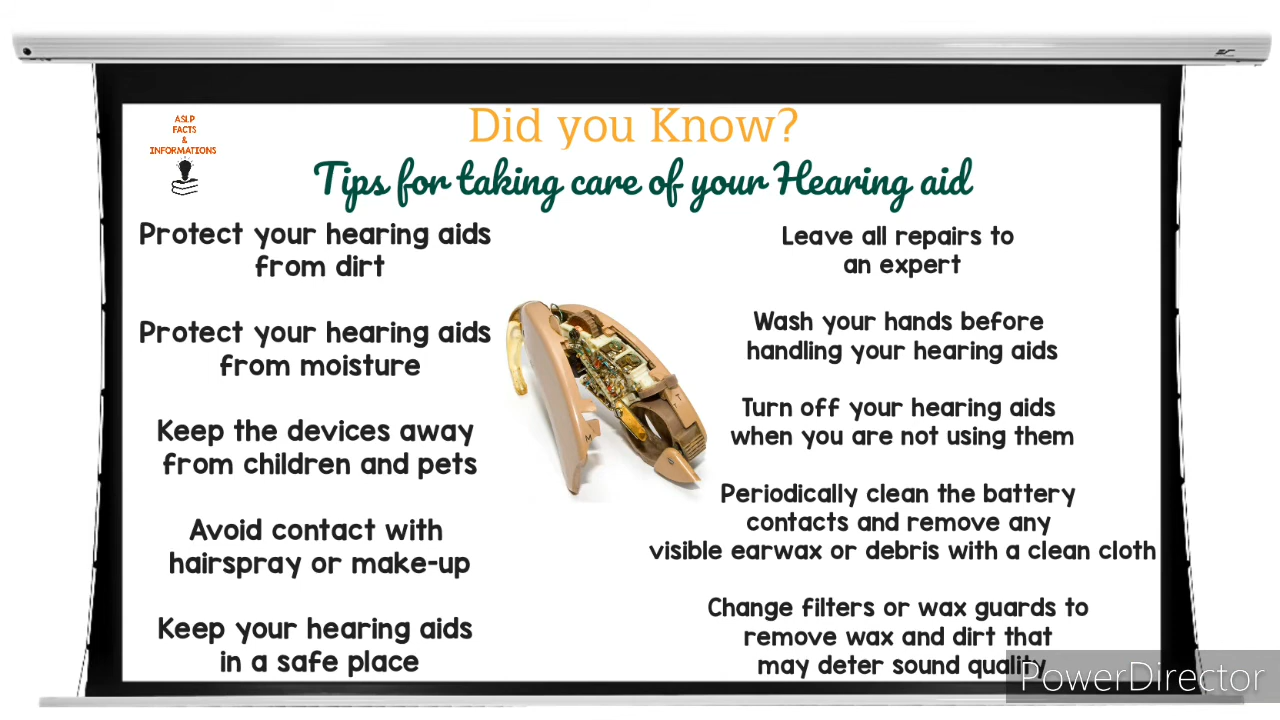 ASLP
FACTS
&
INFORMATIONS
Did you Know?
Tips for taking care of your Hearing aid
Protect your hearing aids
from dirt
Protect your hearing aids
from moisture
Keep the devices away
from children and pets
Avoid contact with
hairspray or make-up
Keep your hearing aids
in a safe place
M
T
Leave all repairs to
an expert
Wash your hands before
handling your hearing aids
Turn off your hearing aids
when you are not using them
Periodically clean the battery
contacts and remove any
visible earwax or debris with a clean cloth
Change filters or wax guards to
remove wax and dirt that
may deter sound quality
PowerDirector